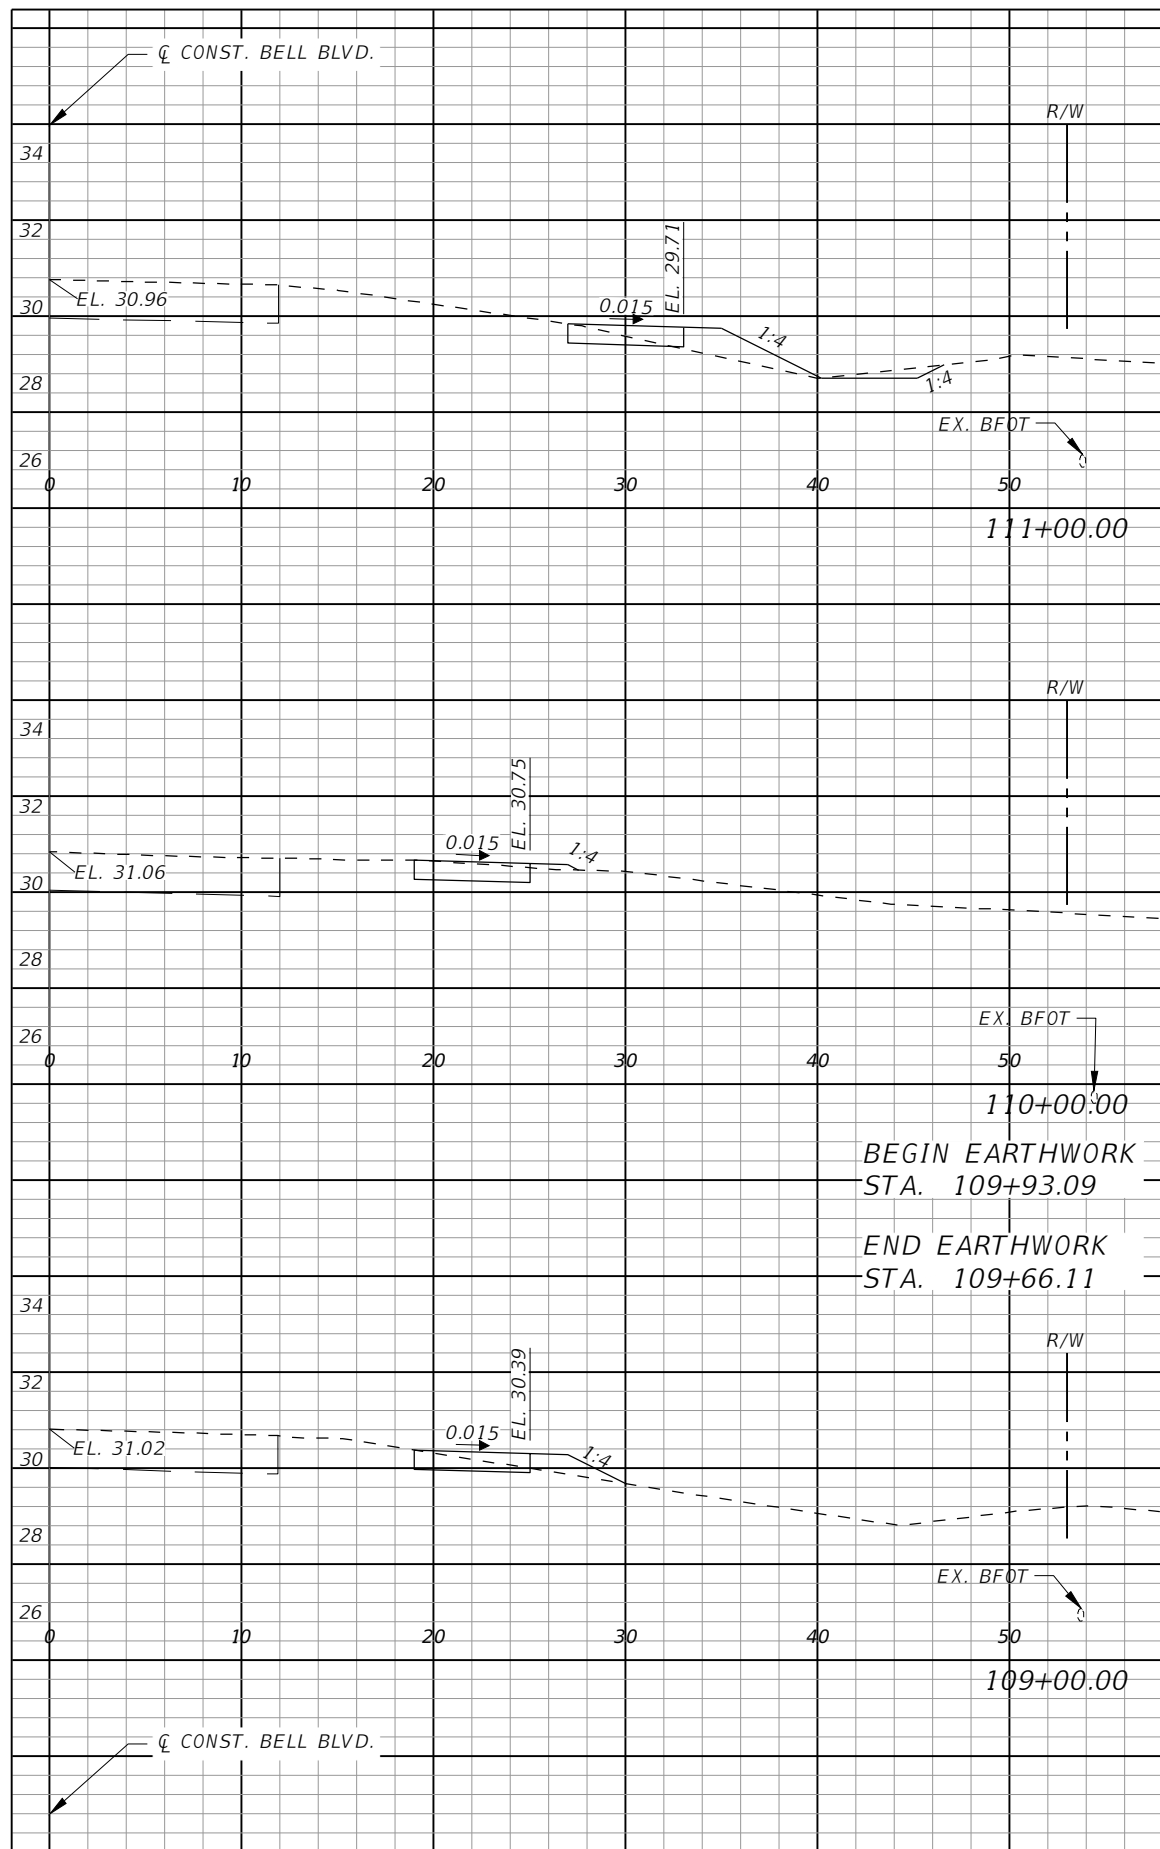 ℄ CONST. BELL BLVD.
R/W
34
32
EL. 29.71
EL. 30.96
0.015
30
1:4
28
1:4
EX. BFOT
26
0 10 20 30 40 50
111+00.00
R/W
34
EL. 30.75
32
0.015
1:4
EL. 31.06
30
28
EX. BFOT
26
0 10 20 30 40 50
110+00.00
BEGIN EARTHWORK
STA. 109+93.09
END EARTHWORK
STA. 109+66.11
34
R/W
EL. 30.39
32
0.015
EL. 31.02
1:4
30
28
EX. BFOT
26
0 10 20 30 40 50
109+00.00
℄ CONST. BELL BLVD.